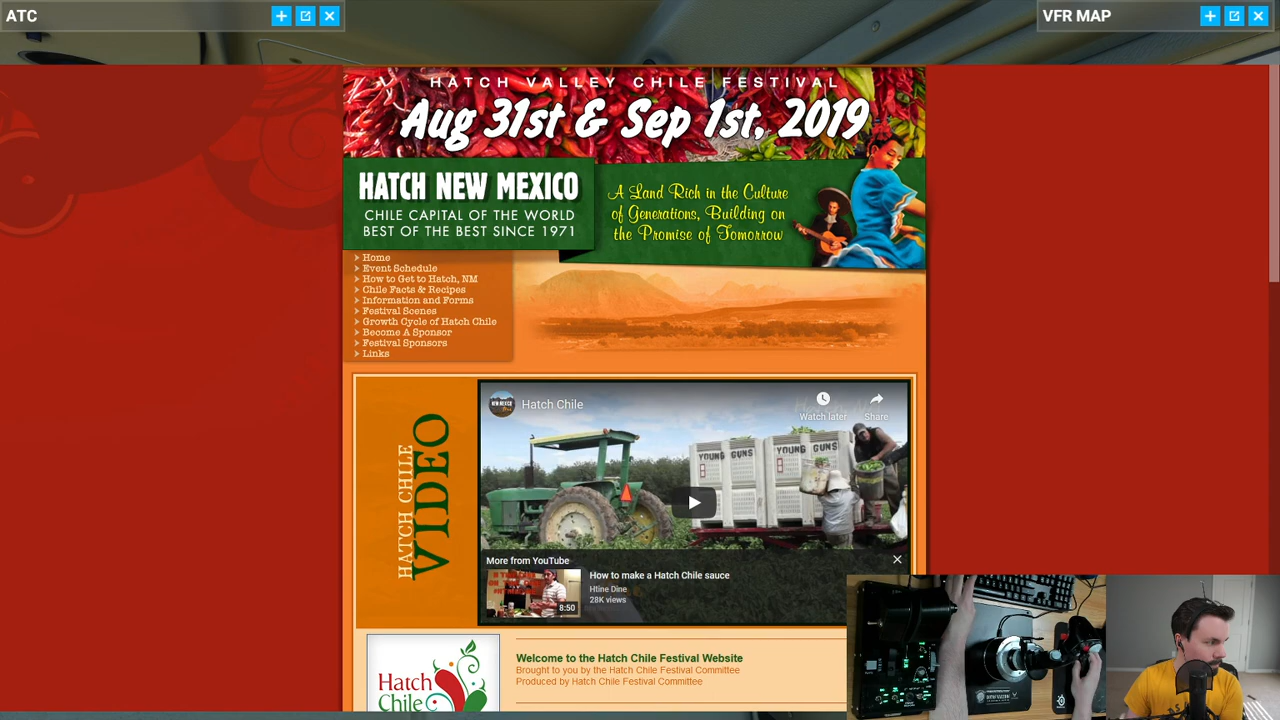 ATC
VFR MAP
HATCH VALLEY CHILE FESTIVAL
Aug 31st & Sep 1st, 2019
HATCH NEW MEXICO
CHILE CAPITAL OF THE WORLD
BEST OF THE BEST SINCE 1971
A Land Rich in the Culture
of Generations, Building on
the Promise of Tomorrow
Home
Event Schedule
How to Get to Hatch, NM
Chile Facts & Recipes
Information and Forms
Festival Scenes
Growth Cycle of Hatch Chile
Become A Sponsor
Festival Sponsors
Links
HATCH CHILE
VIDEO
Hatch Chile
Watch later
Share
YOUNG GUNS
YOUNG GUNS
More from YouTube
How to make a Hatch Chile sauce
Htine Dine
28K views
8:50
Hatch
Chile
Welcome to the Hatch Chile Festival Website
Brought to you by the Hatch Chile Festival Committee
Produced by Hatch Chile Festival Committee